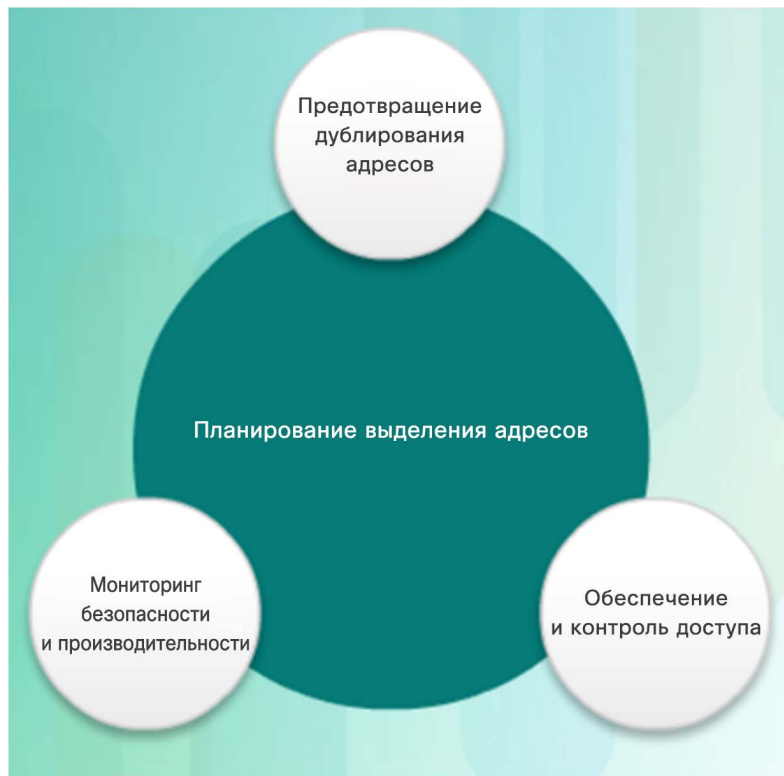 Предотвращение
дублирования
адресов
Планирование выделения адресов
Мониторинг
безопасности
и производительности
Обеспечение
и контроль доступа